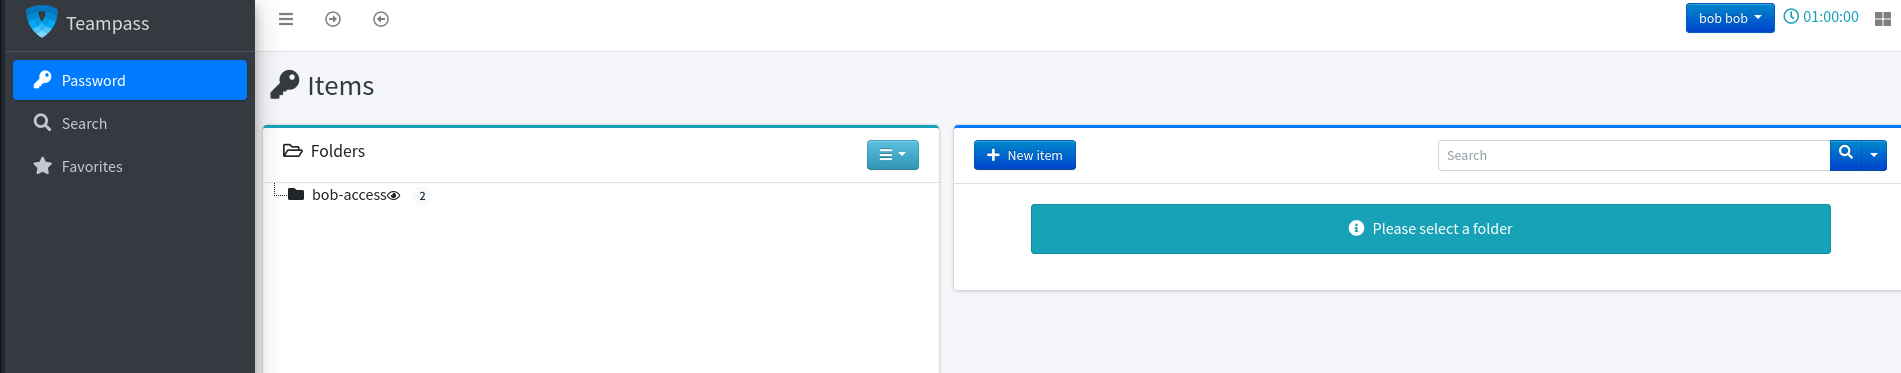 Teampass
bob bob
01:00:00
Password
Search
Favorites
Items
Folders
bob-access 2
New item
Search
Please select a folder